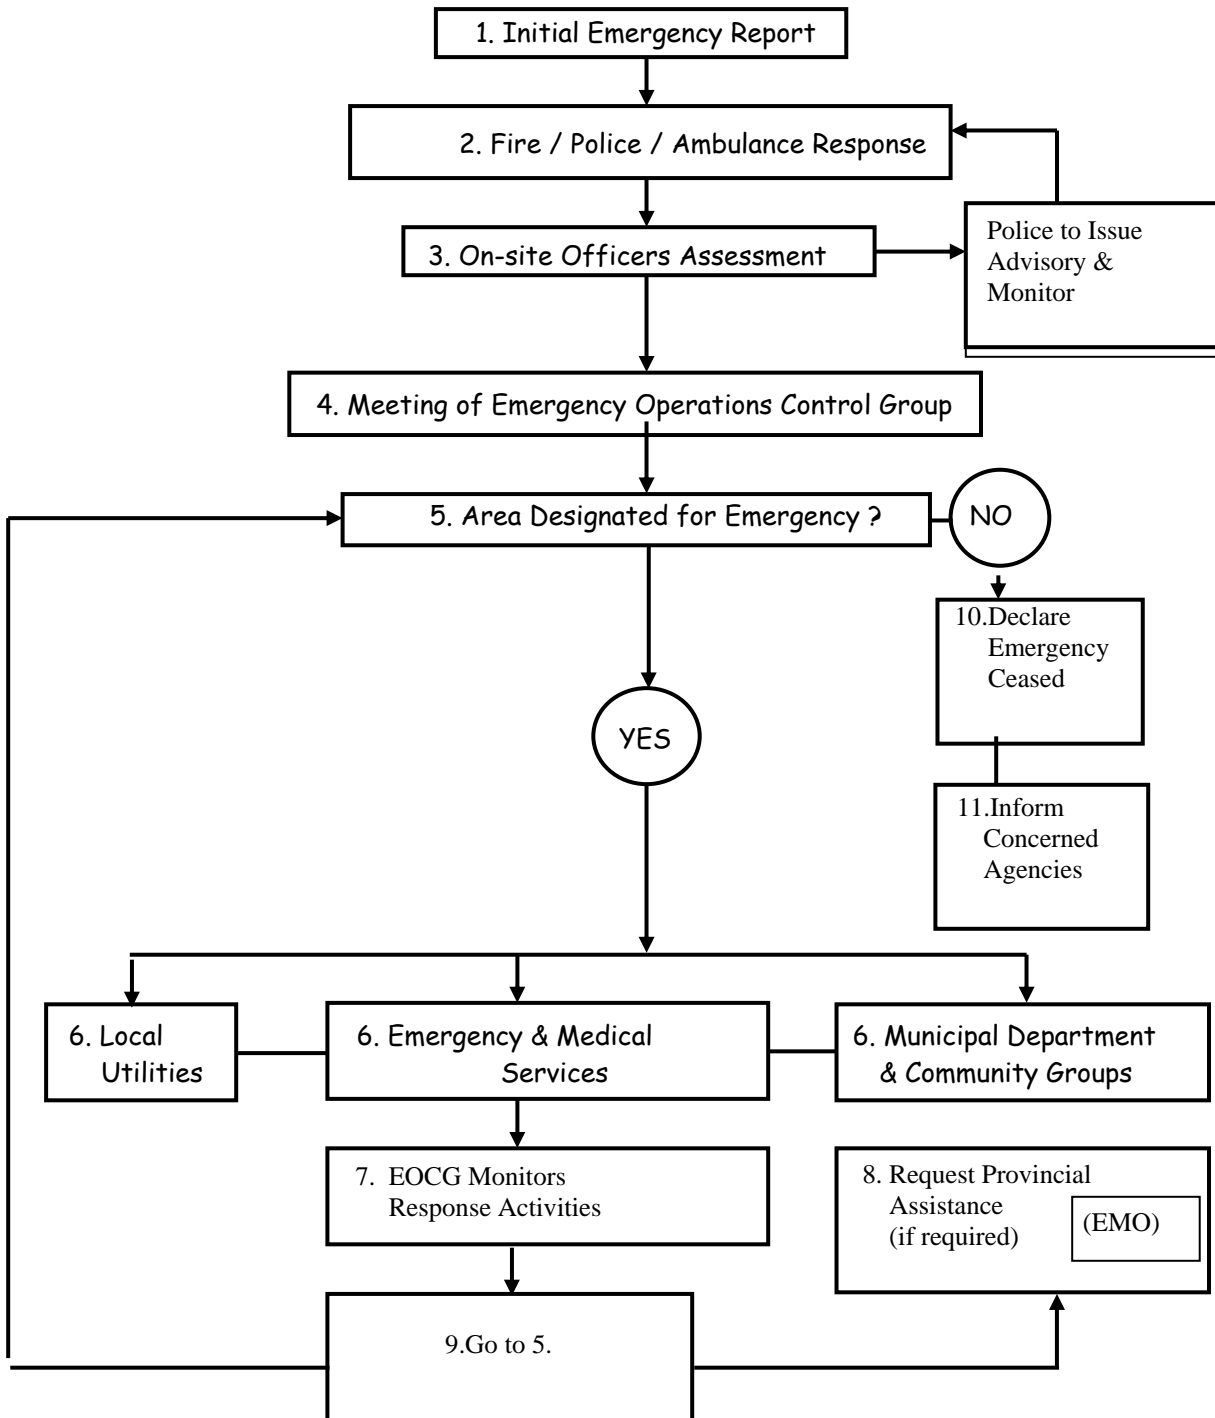 1. Initial Emergency Report
2. Fire / Police / Ambulance Response
3. On-site Officers Assessment
Police to Issue
Advisory &
Monitor
4. Meeting of Emergency Operations Control Group
5. Area Designated for Emergency ?
NO
10.Declare
Emergency
Ceased
YES
11.Inform
Concerned
Agencies
6. Local
Utilities
6. Emergency & Medical
Services
6. Municipal Department
& Community Groups
7. EOCG Monitors
Response Activities
8. Request Provincial
Assistance
(if required)
(EMO)
9.Go to 5.